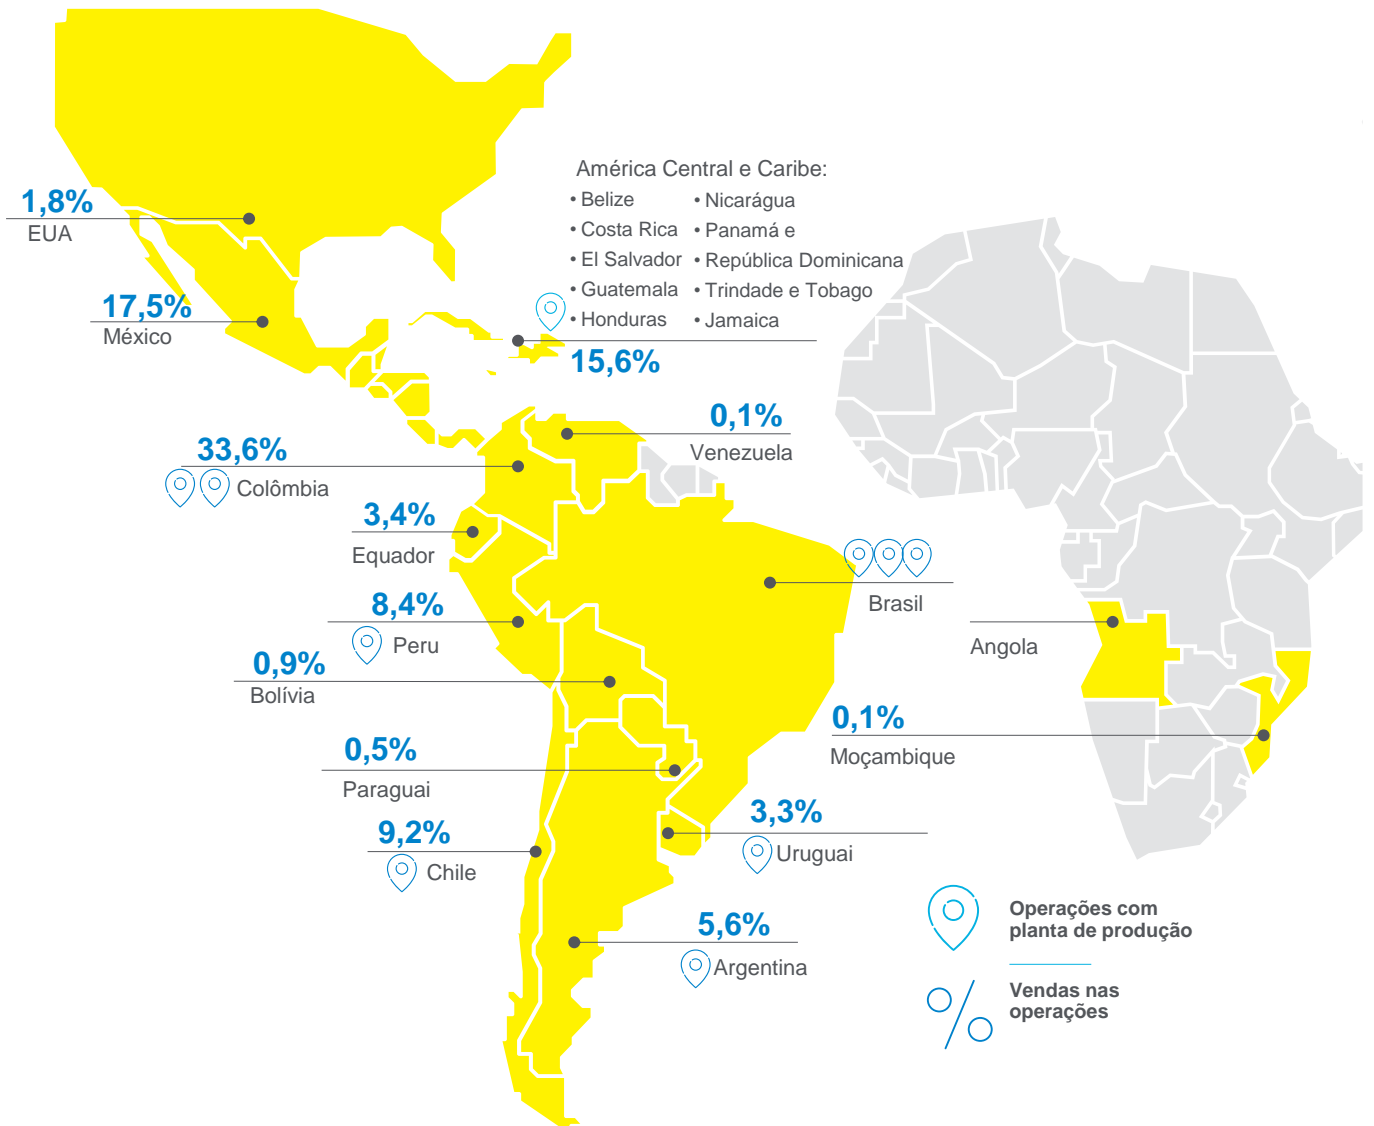 América Central e Caribe:
• Belize
• Costa Rica
• El Salvador
• Guatemala
• Honduras
• Nicarágua
• Panamá e
• República Dominicana
• Trindade e Tobago
• Jamaica
15,6%
1,8%
EUA
17,5%
México
0,1%
Venezuela
33,6%
Colômbia
3,4%
Equador
Brasil
8,4%
Peru
Angola
0,9%
Bolívia
0,1%
Moçambique
0,5%
Paraguai
3,3%
Uruguai
9,2%
Chile
5,6%
Argentina
Operações com
planta de produção
%
Vendas nas
operações